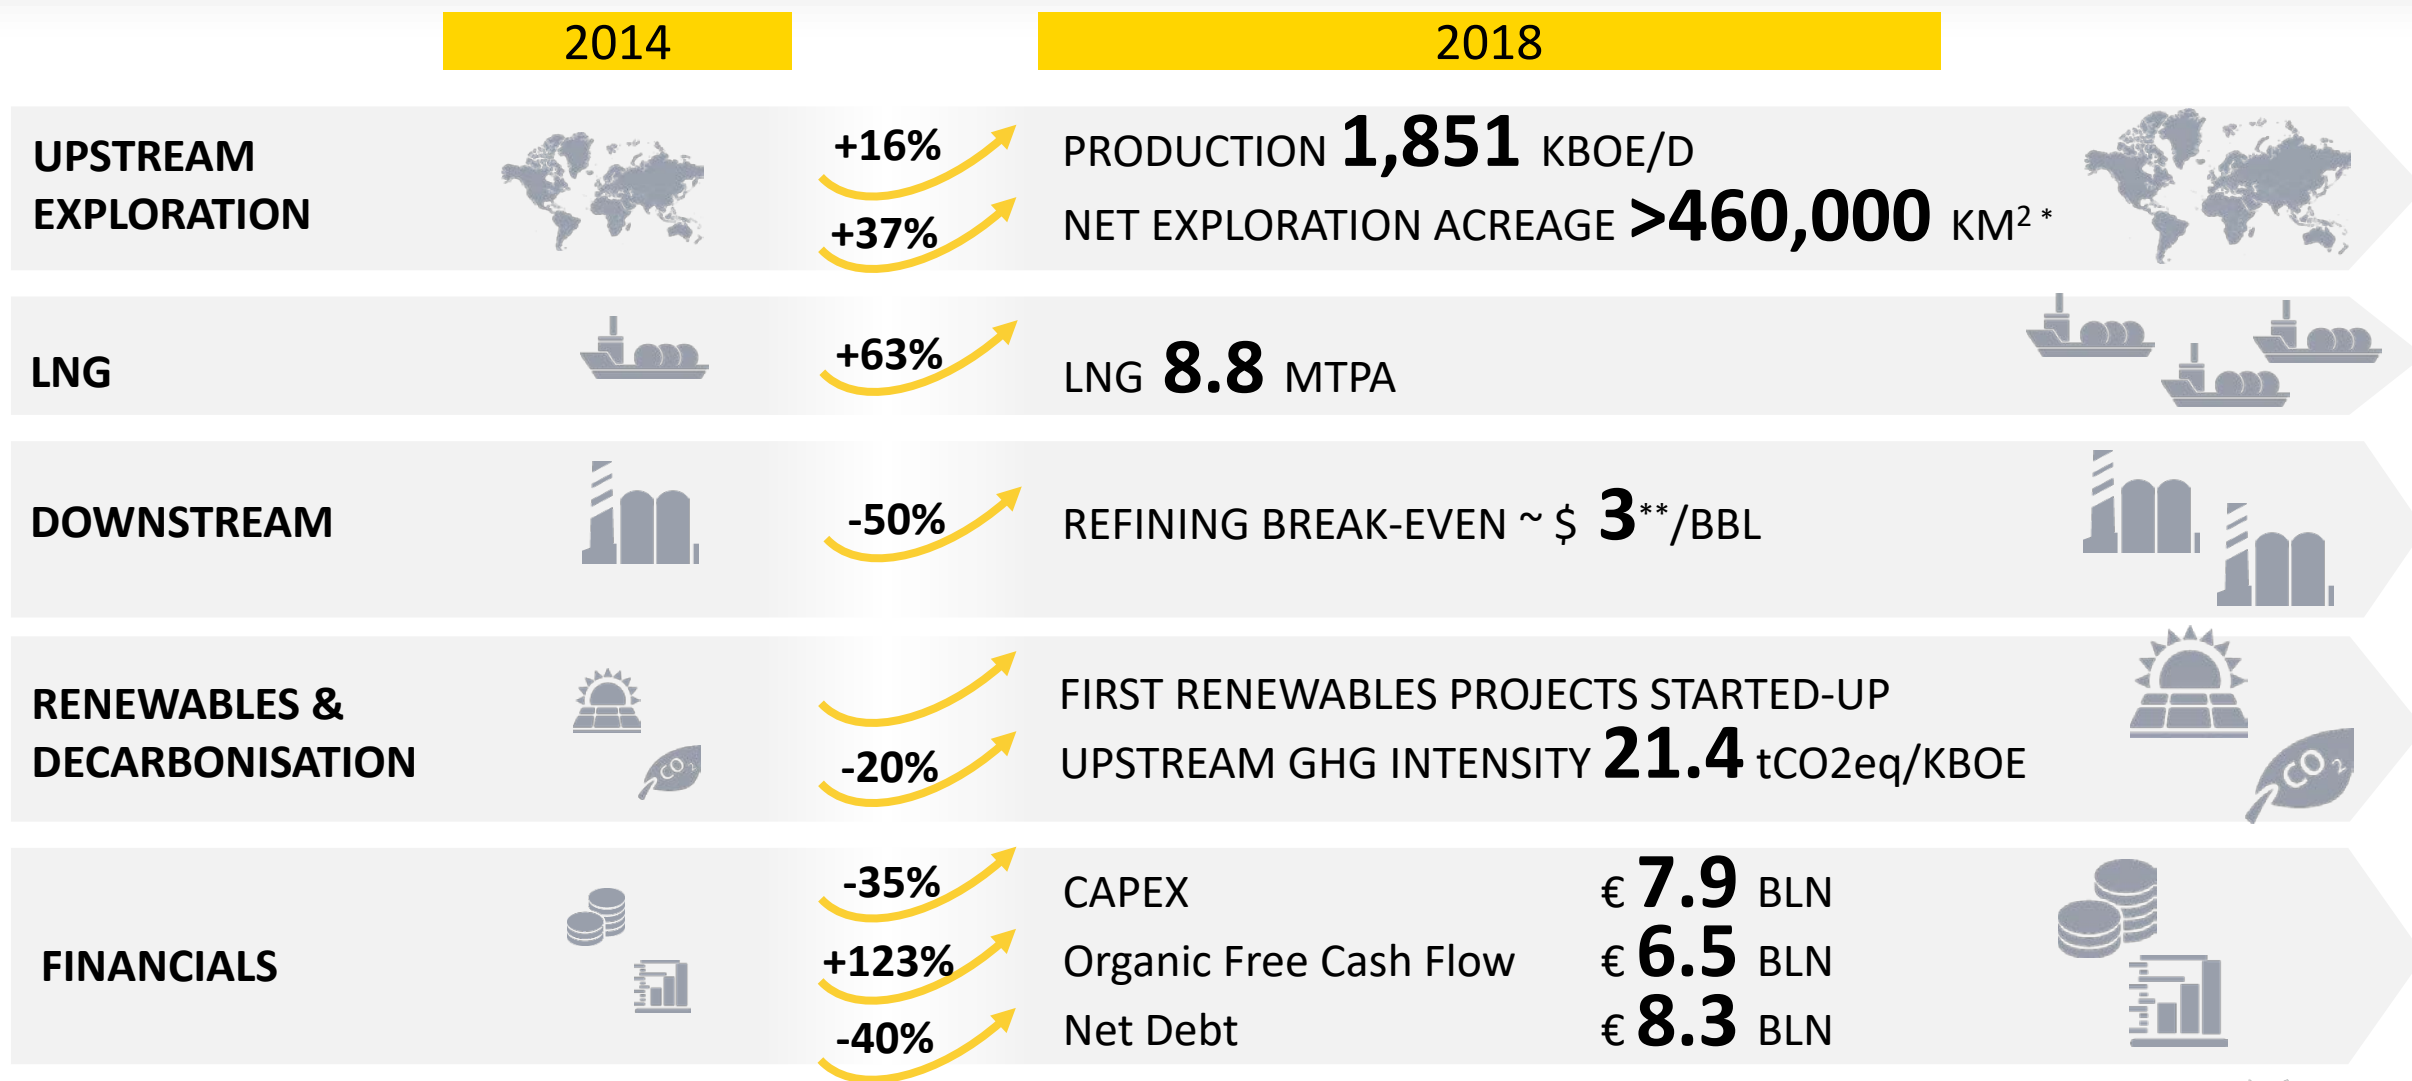 2014
2018
UPSTREAM
EXPLORATION
+16%
PRODUCTION 1,851 KBOE/D
+37%
NET EXPLORATION ACREAGE >460,000 KM² *
LNG
+63%
LNG 8.8 MTPA
DOWNSTREAM
-50%
REFINING BREAK-EVEN ~ $ 3**/BBL
RENEWABLES &
DECARBONISATION
CO₂
FIRST RENEWABLES PROJECTS STARTED-UP
-20%
UPSTREAM GHG INTENSITY 21.4 tCO2eq/KBOE
CO₂
FINANCIALS
-35%
CAPEX € 7.9 BLN
+123%
Organic Free Cash Flow € 6.5 BLN
-40%
Net Debt € 8.3 BLN